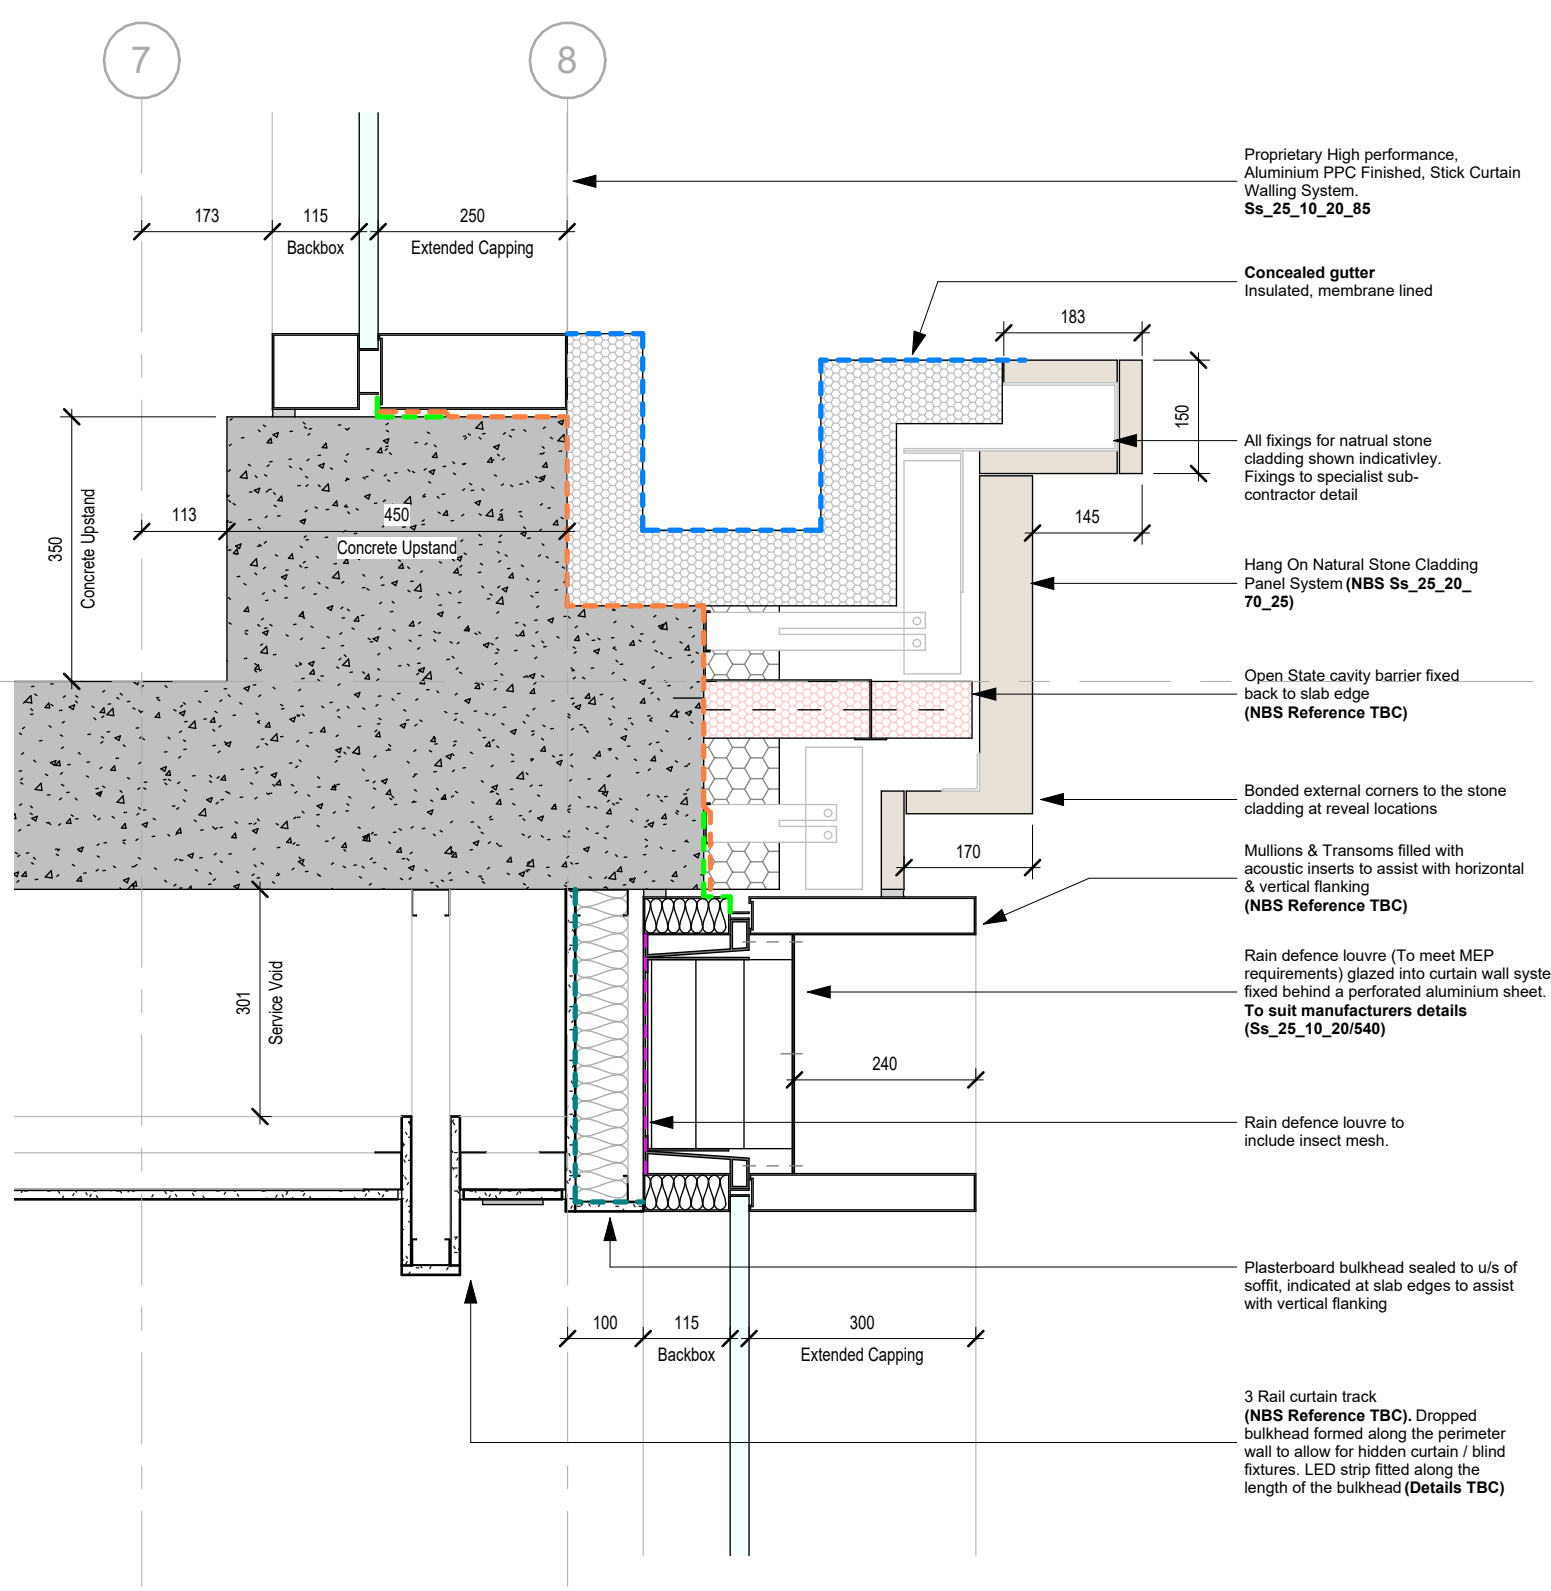 7
8
Proprietary High performance,
Aluminium PPC Finished, Stick Curtain
Walling System.
Ss_25_10_20_85
173
115
250
Backbox
Extended Capping
Concealed gutter
Insulated, membrane lined
183
150
All fixings for natrual stone
cladding shown indicativley.
Fixings to specialist sub-
contractor detail
350
Concrete Upstand
113
450
Concrete Upstand
145
Hang On Natural Stone Cladding
Panel System (NBS Ss_25_20_
70_25)
Open State cavity barrier fixed
back to slab edge
(NBS Reference TBC)
Bonded external corners to the stone
cladding at reveal locations
170
Mullions & Transoms filled with
acoustic inserts to assist with horizontal
& vertical flanking
(NBS Reference TBC)
301
Service Void
Rain defence louvre (To meet MEP
requirements) glazed into curtain wall syste
fixed behind a perforated aluminium sheet.
To suit manufacturers details
(Ss_25_10_20/540)
240
Rain defence louvre to
include insect mesh.
Plasterboard bulkhead sealed to u/s of
soffit, indicated at slab edges to assist
with vertical flanking
100
115
300
Backbox
Extended Capping
3 Rail curtain track
(NBS Reference TBC). Dropped
bulkhead formed along the perimeter
wall to allow for hidden curtain / blind
fixtures. LED strip fitted along the
length of the bulkhead (Details TBC)